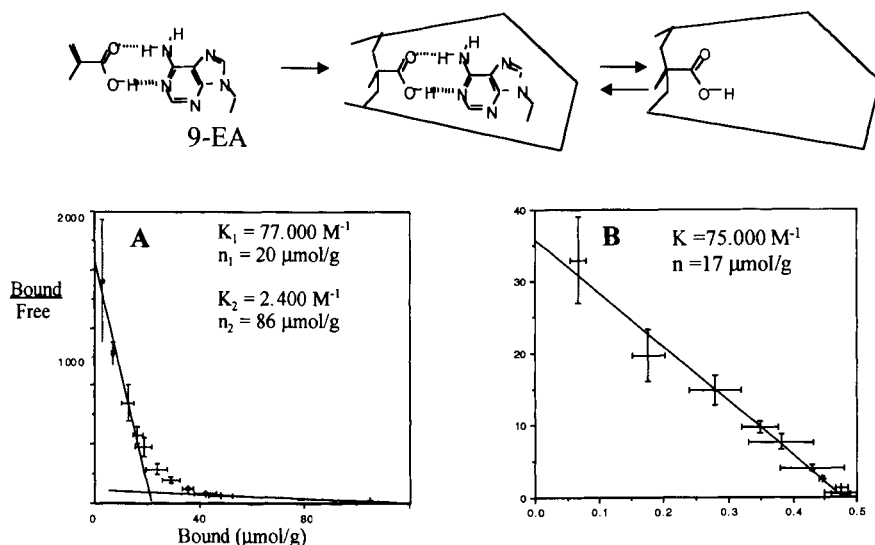 H
O H-N N
O-H N N N
9-EA
H
O H-N N
O-H N N N
O
O-H
2000
1000
0 40 80
A
K1 = 77.000 M-1
n1 = 20 µmol/g
K2 = 2.400 M-1
n2 = 86 µmol/g
Bound
Free
Bound (µmol/g)
40
30
20
10
0
0.0 0.1 0.2 0.3 0.4 0.5
B
K =75.000 M-1
n =17 µmol/g